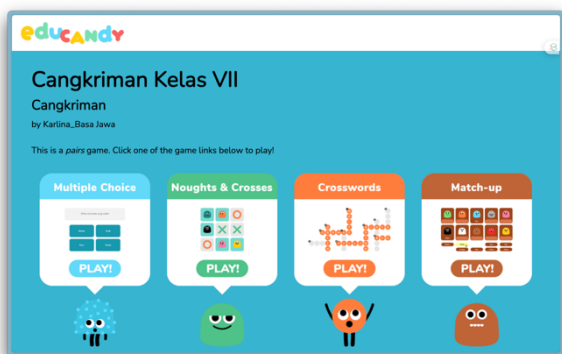 eduCANDY
Cangkriman Kelas VII
Cangkriman
by Karlina_Basa Jawa
This is a pairs game. Click one of the game links below to play!
Multiple Choice
Noughts & Crosses
Crosswords
Match-up
PLAY!
PLAY!
PLAY!
PLAY!